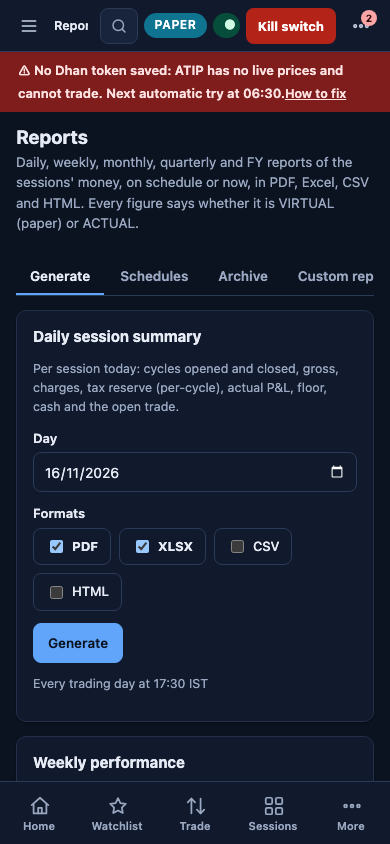 Repor
PAPER
Kill switch
2
⚠ No Dhan token saved: ATIP has no live prices and
cannot trade. Next automatic try at 06:30.How to fix
Reports
Daily, weekly, monthly, quarterly and FY reports of the
sessions' money, on schedule or now, in PDF, Excel, CSV
and HTML. Every figure says whether it is VIRTUAL
(paper) or ACTUAL.
Generate Schedules Archive Custom rep
Daily session summary
Per session today: cycles opened and closed, gross,
charges, tax reserve (per-cycle), actual P&L, floor,
cash and the open trade.
Day
16/11/2026
Formats
PDF XLSX CSV
HTML
Generate
Every trading day at 17:30 IST
Weekly performance
Home Watchlist Trade Sessions More